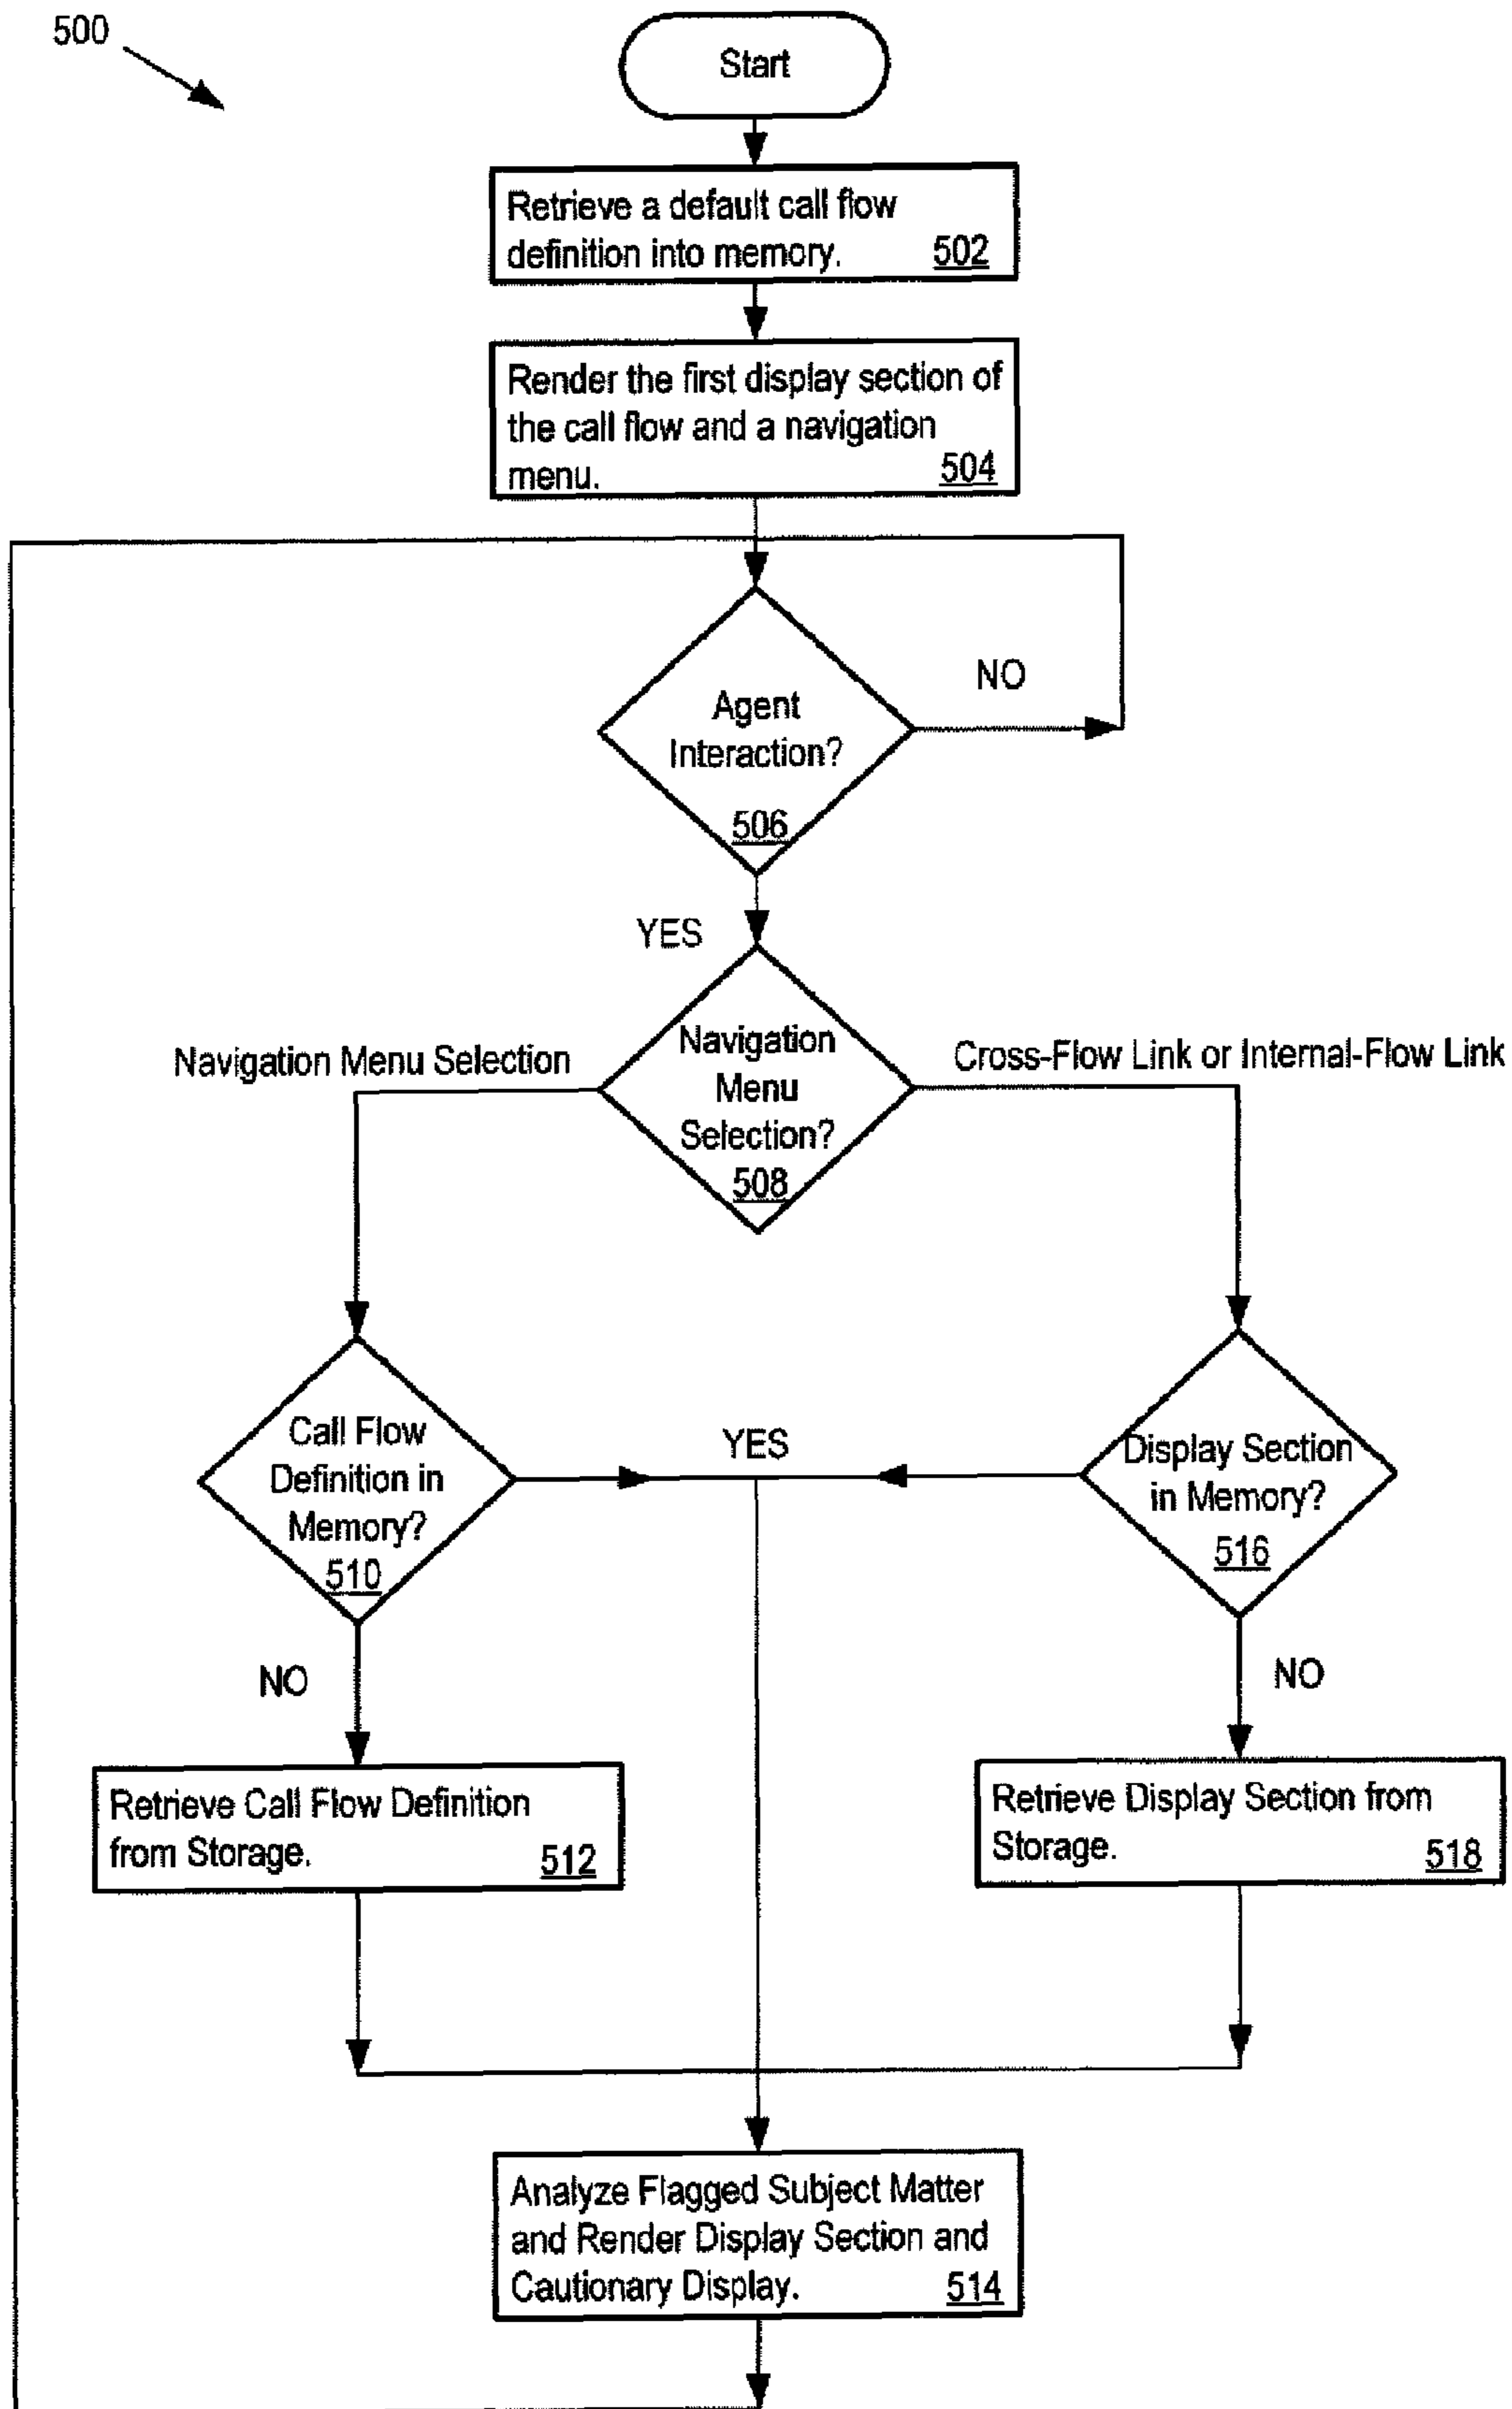 500
Start
Retrieve a default call flow
definition into memory. 502
Render the first display section of
the call flow and a navigation
menu. 504
Agent
Interaction?
506
NO
YES
Navigation
Menu
Selection?
508
Navigation Menu Selection
Cross-Flow Link or Internal-Flow Link
Call Flow
Definition in
Memory?
510
YES
Display Section
in Memory?
516
NO
NO
Retrieve Call Flow Definition
from Storage. 512
Retrieve Display Section from
Storage. 518
Analyze Flagged Subject Matter
and Render Display Section and
Cautionary Display. 514